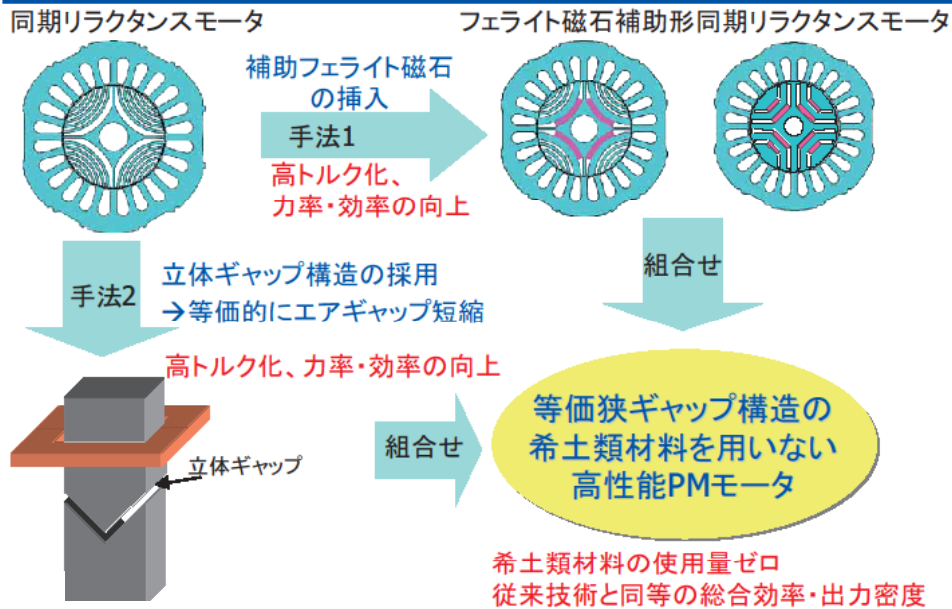 同期リラクタンスモータ
フェライト磁石補助形同期リラクタンスモータ
補助フェライト磁石
の挿入
手法1
高トルク化、
力率・効率の向上
手法2
立体ギャップ構造の採用
→等価的にエアギャップ短縮
高トルク化、力率・効率の向上
組合せ
立体ギャップ
組合せ
等価狭ギャップ構造の
希土類材料を用いない
高性能PMモータ
希土類材料の使用量ゼロ
従来技術と同等の総合効率・出力密度